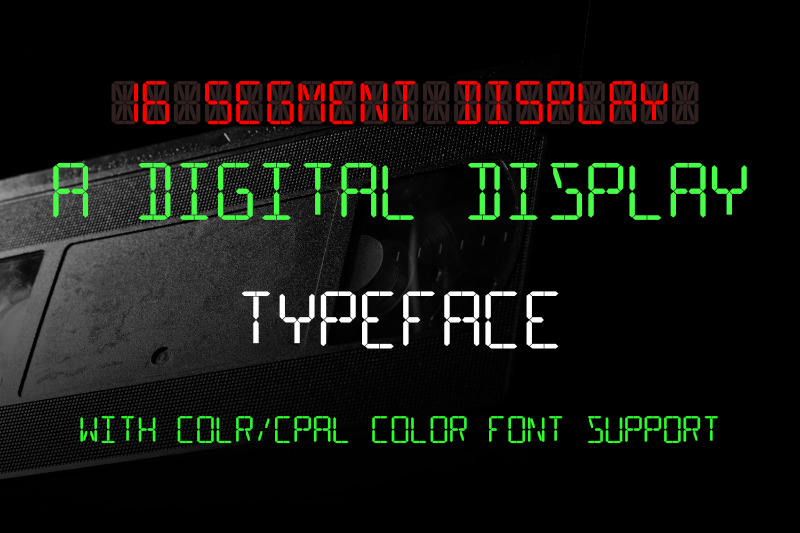 16 SEGMENT DISPLAY
A DIGITAL DISPLAY
TYPEFACE
WITH COLR/CPAL COLOR FONT SUPPORT